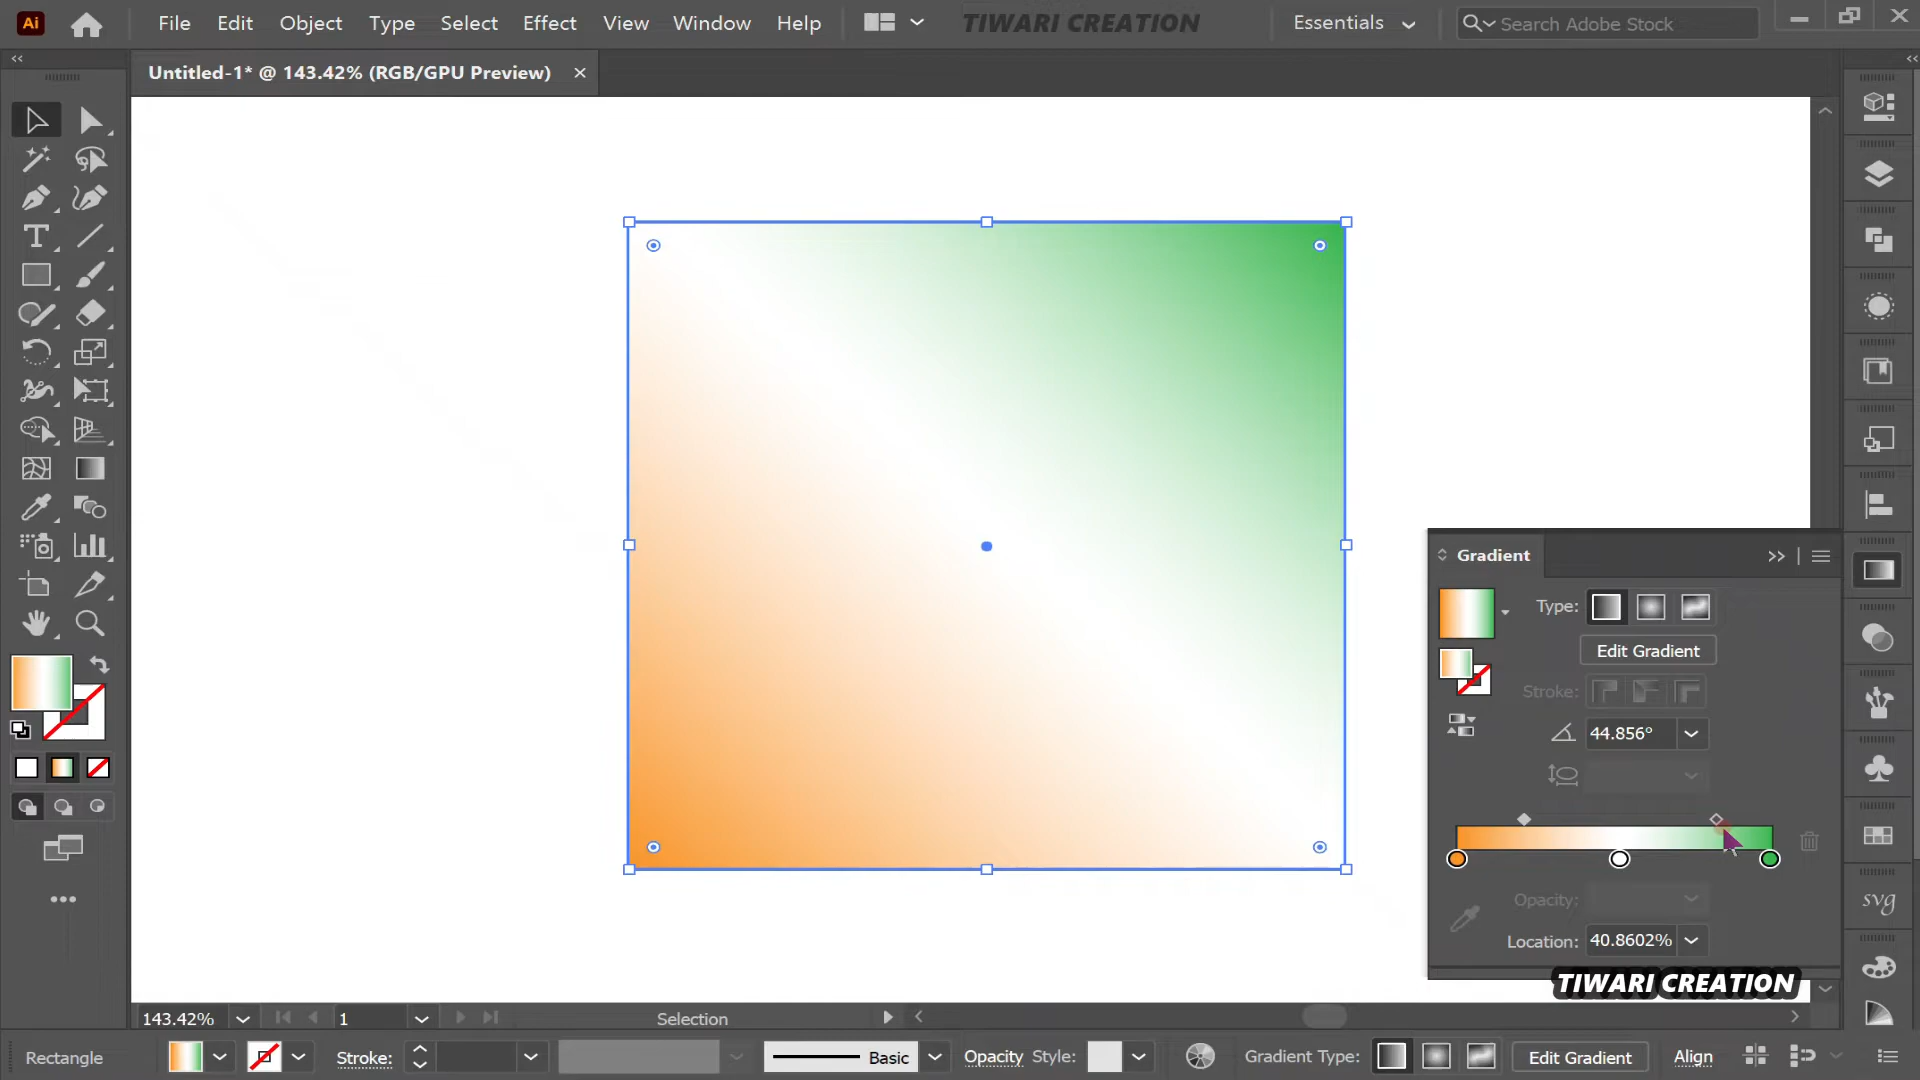 Ai File Edit Object Type Select Effect View Window Help TIWARI CREATION Essentials Search Adobe Stock
Untitled-1* @ 143.42% (RGB/GPU Preview)
Gradient
Type:
Edit Gradient
Stroke:
44.856°
Opacity:
Location: 40.8602%
svg
TIWARI CREATION
143.42% 1 Selection
Rectangle Stroke: Basic Opacity Style: Gradient Type: Edit Gradient Align